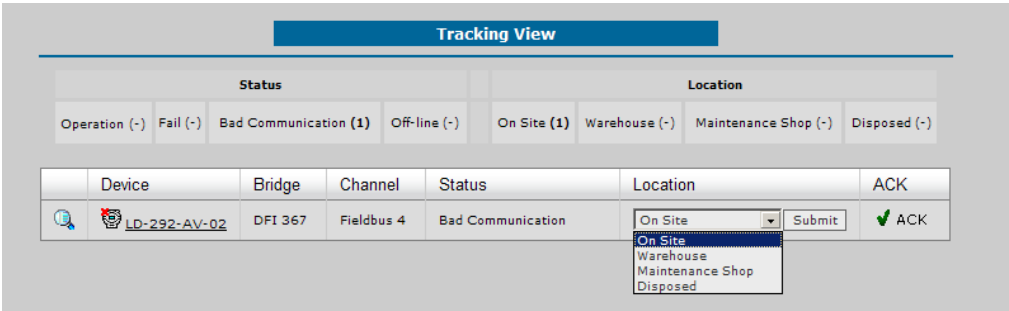 Tracking View
Status Location
Operation (-) Fail (-) Bad Communication (1) Off-line (-) On Site (1) Warehouse (-) Maintenance Shop (-) Disposed (-)
Device Bridge Channel Status Location ACK
LD-292-AV-02 DFI 367 Fieldbus 4 Bad Communication On Site Submit ACK
On Site
Warehouse
Maintenance Shop
Disposed